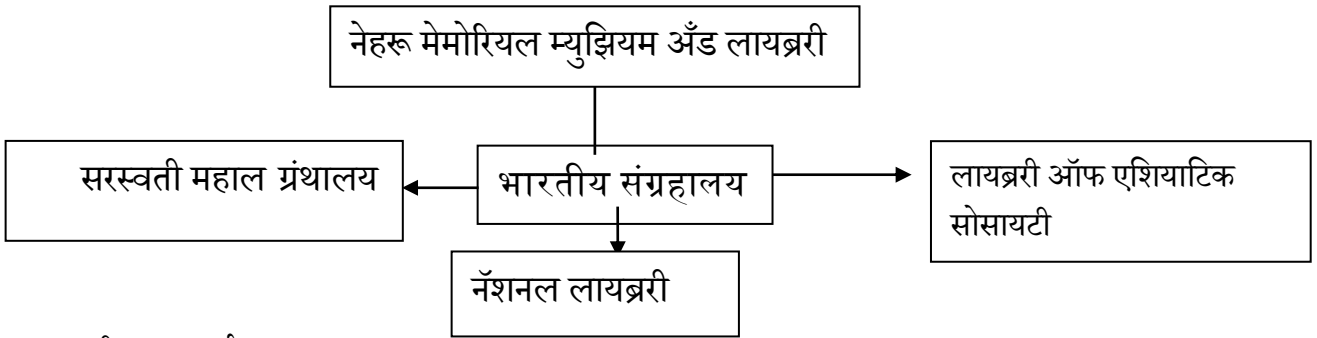 नेहरू मेमोरियल म्युझियम अँड लायब्ररी
सरस्वती महाल ग्रंथालय
भारतीय संग्रहालय
लायब्ररी ऑफ एशियाटिक
सोसायटी
नॅशनल लायब्ररी